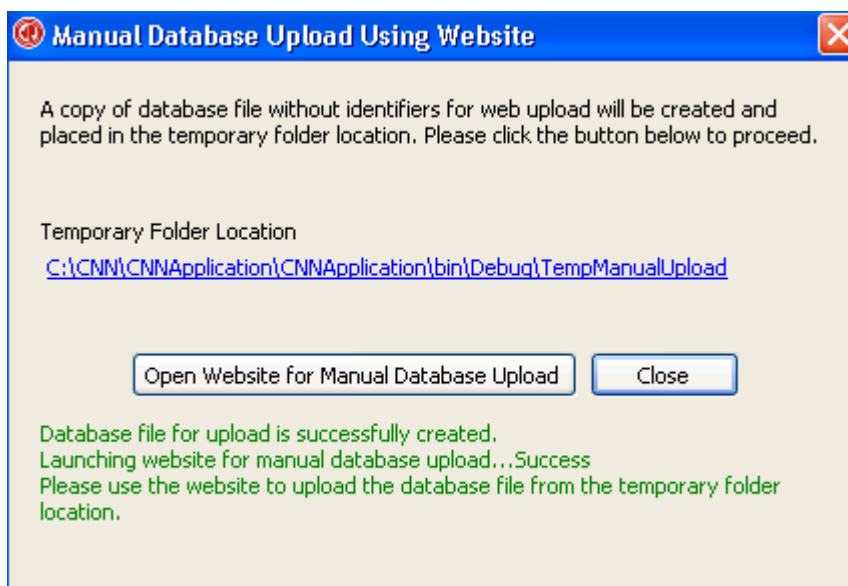 Manual Database Upload Using Website
A copy of database file without identifiers for web upload will be created and
placed in the temporary folder location. Please click the button below to proceed.
Temporary Folder Location
C:\CNN\CNNApplication\CNNApplication\bin\Debug\TempManualUpload
Open Website for Manual Database Upload Close
Database file for upload is successfully created.
Launching website for manual database upload...Success
Please use the website to upload the database file from the temporary folder
location.